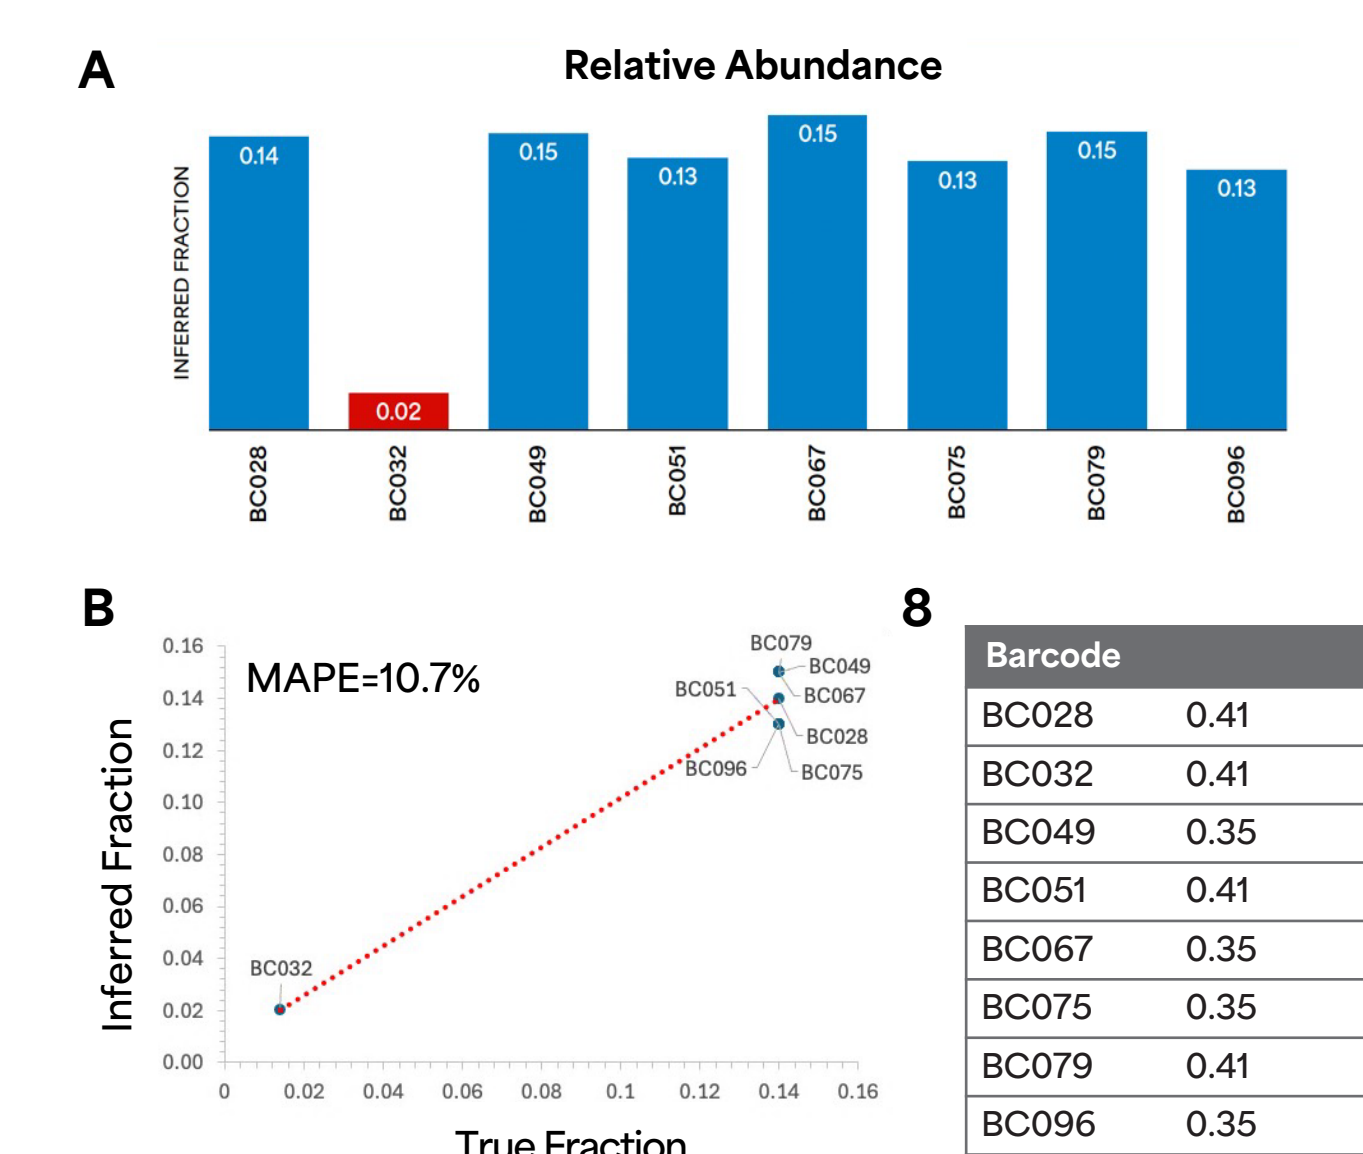 A
Relative Abundance
INFERRED FRACTION
0.14
0.02
0.15
0.13
0.15
0.13
0.15
0.13
BC028
BC032
BC049
BC051
BC067
BC075
BC079
BC096
B
MAPE=10.7%
Inferred Fraction
0.16
0.14
0.12
0.10
0.08
0.06
0.04
0.02
0.00
BC079
BC049
BC051
BC067
BC028
BC096
BC075
BC032
0 0.02 0.04 0.06 0.08 0.1 0.12 0.14 0.16
True Fraction
8
Barcode
BC028 0.41
BC032 0.41
BC049 0.35
BC051 0.41
BC067 0.35
BC075 0.35
BC079 0.41
BC096 0.35